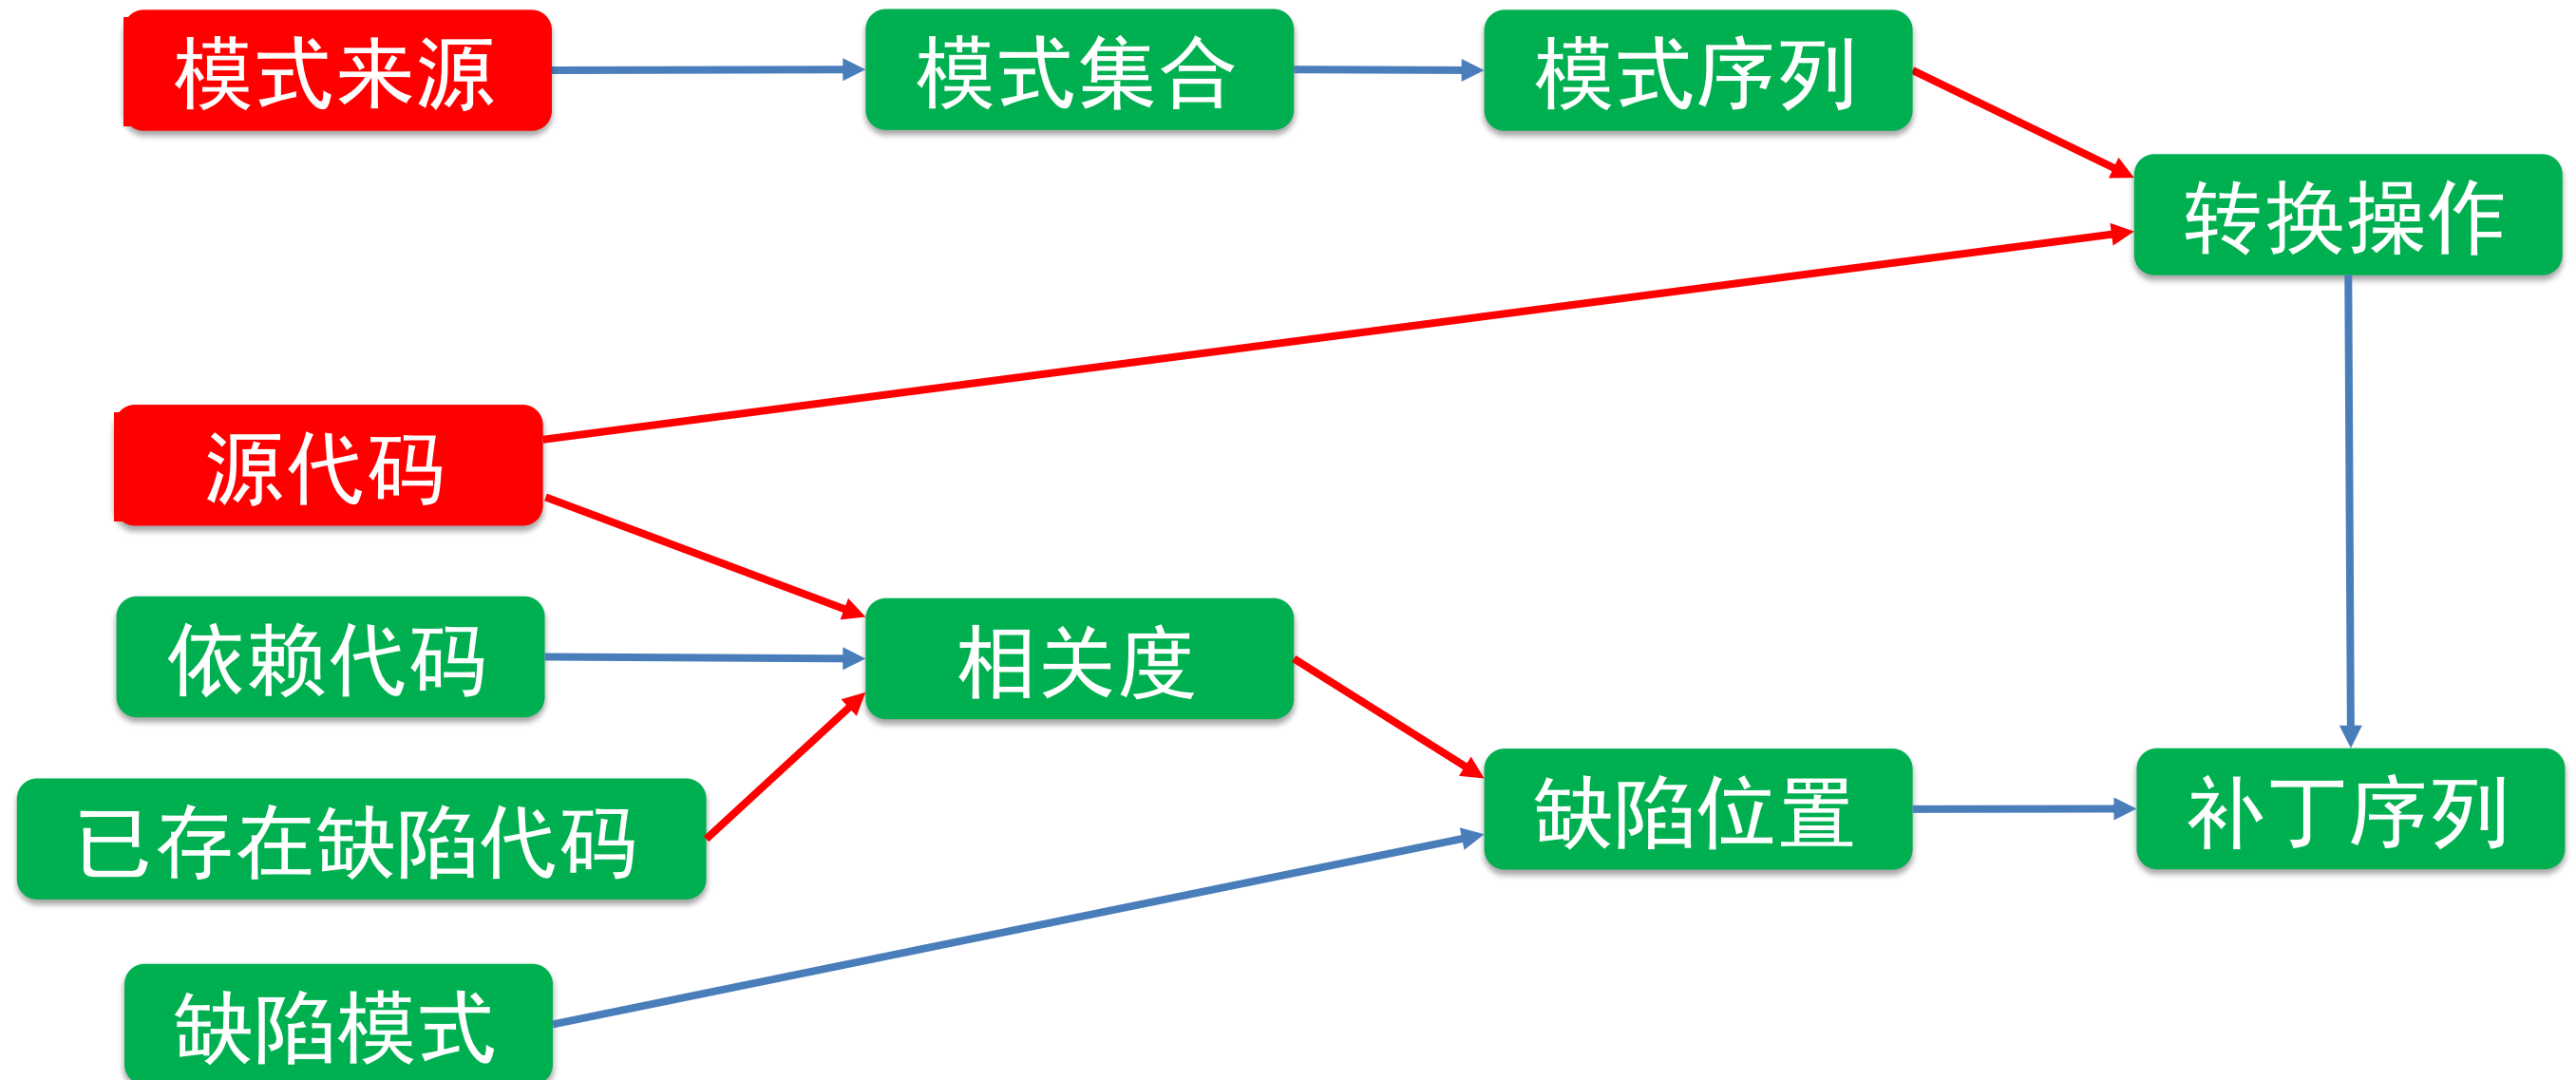 模式来源
模式集合
模式序列
转换操作
源代码
依赖代码
相关度
已存在缺陷代码
缺陷位置
补丁序列
缺陷模式